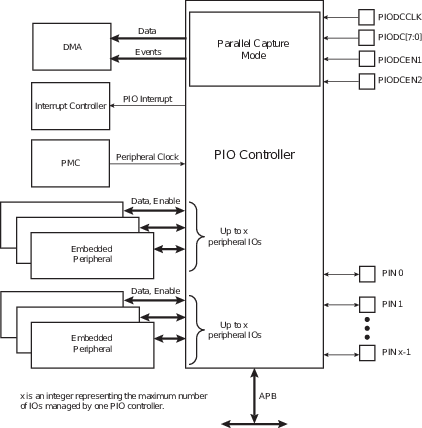 Data
DMA
Events
Parallel Capture
Mode
PIODCCLK
PIODC[7:0]
PIODCEN1
PIODCEN2
Interrupt Controller
PIO Interrupt
PMC
Peripheral Clock
PIO Controller
Data, Enable
Up to x
peripheral IOs
Embedded
Peripheral
Data, Enable
Up to x
peripheral IOs
Embedded
Peripheral
PIN 0
PIN 1
PIN x-1
x is an integer representing the maximum number
of IOs managed by one PIO controller.
APB